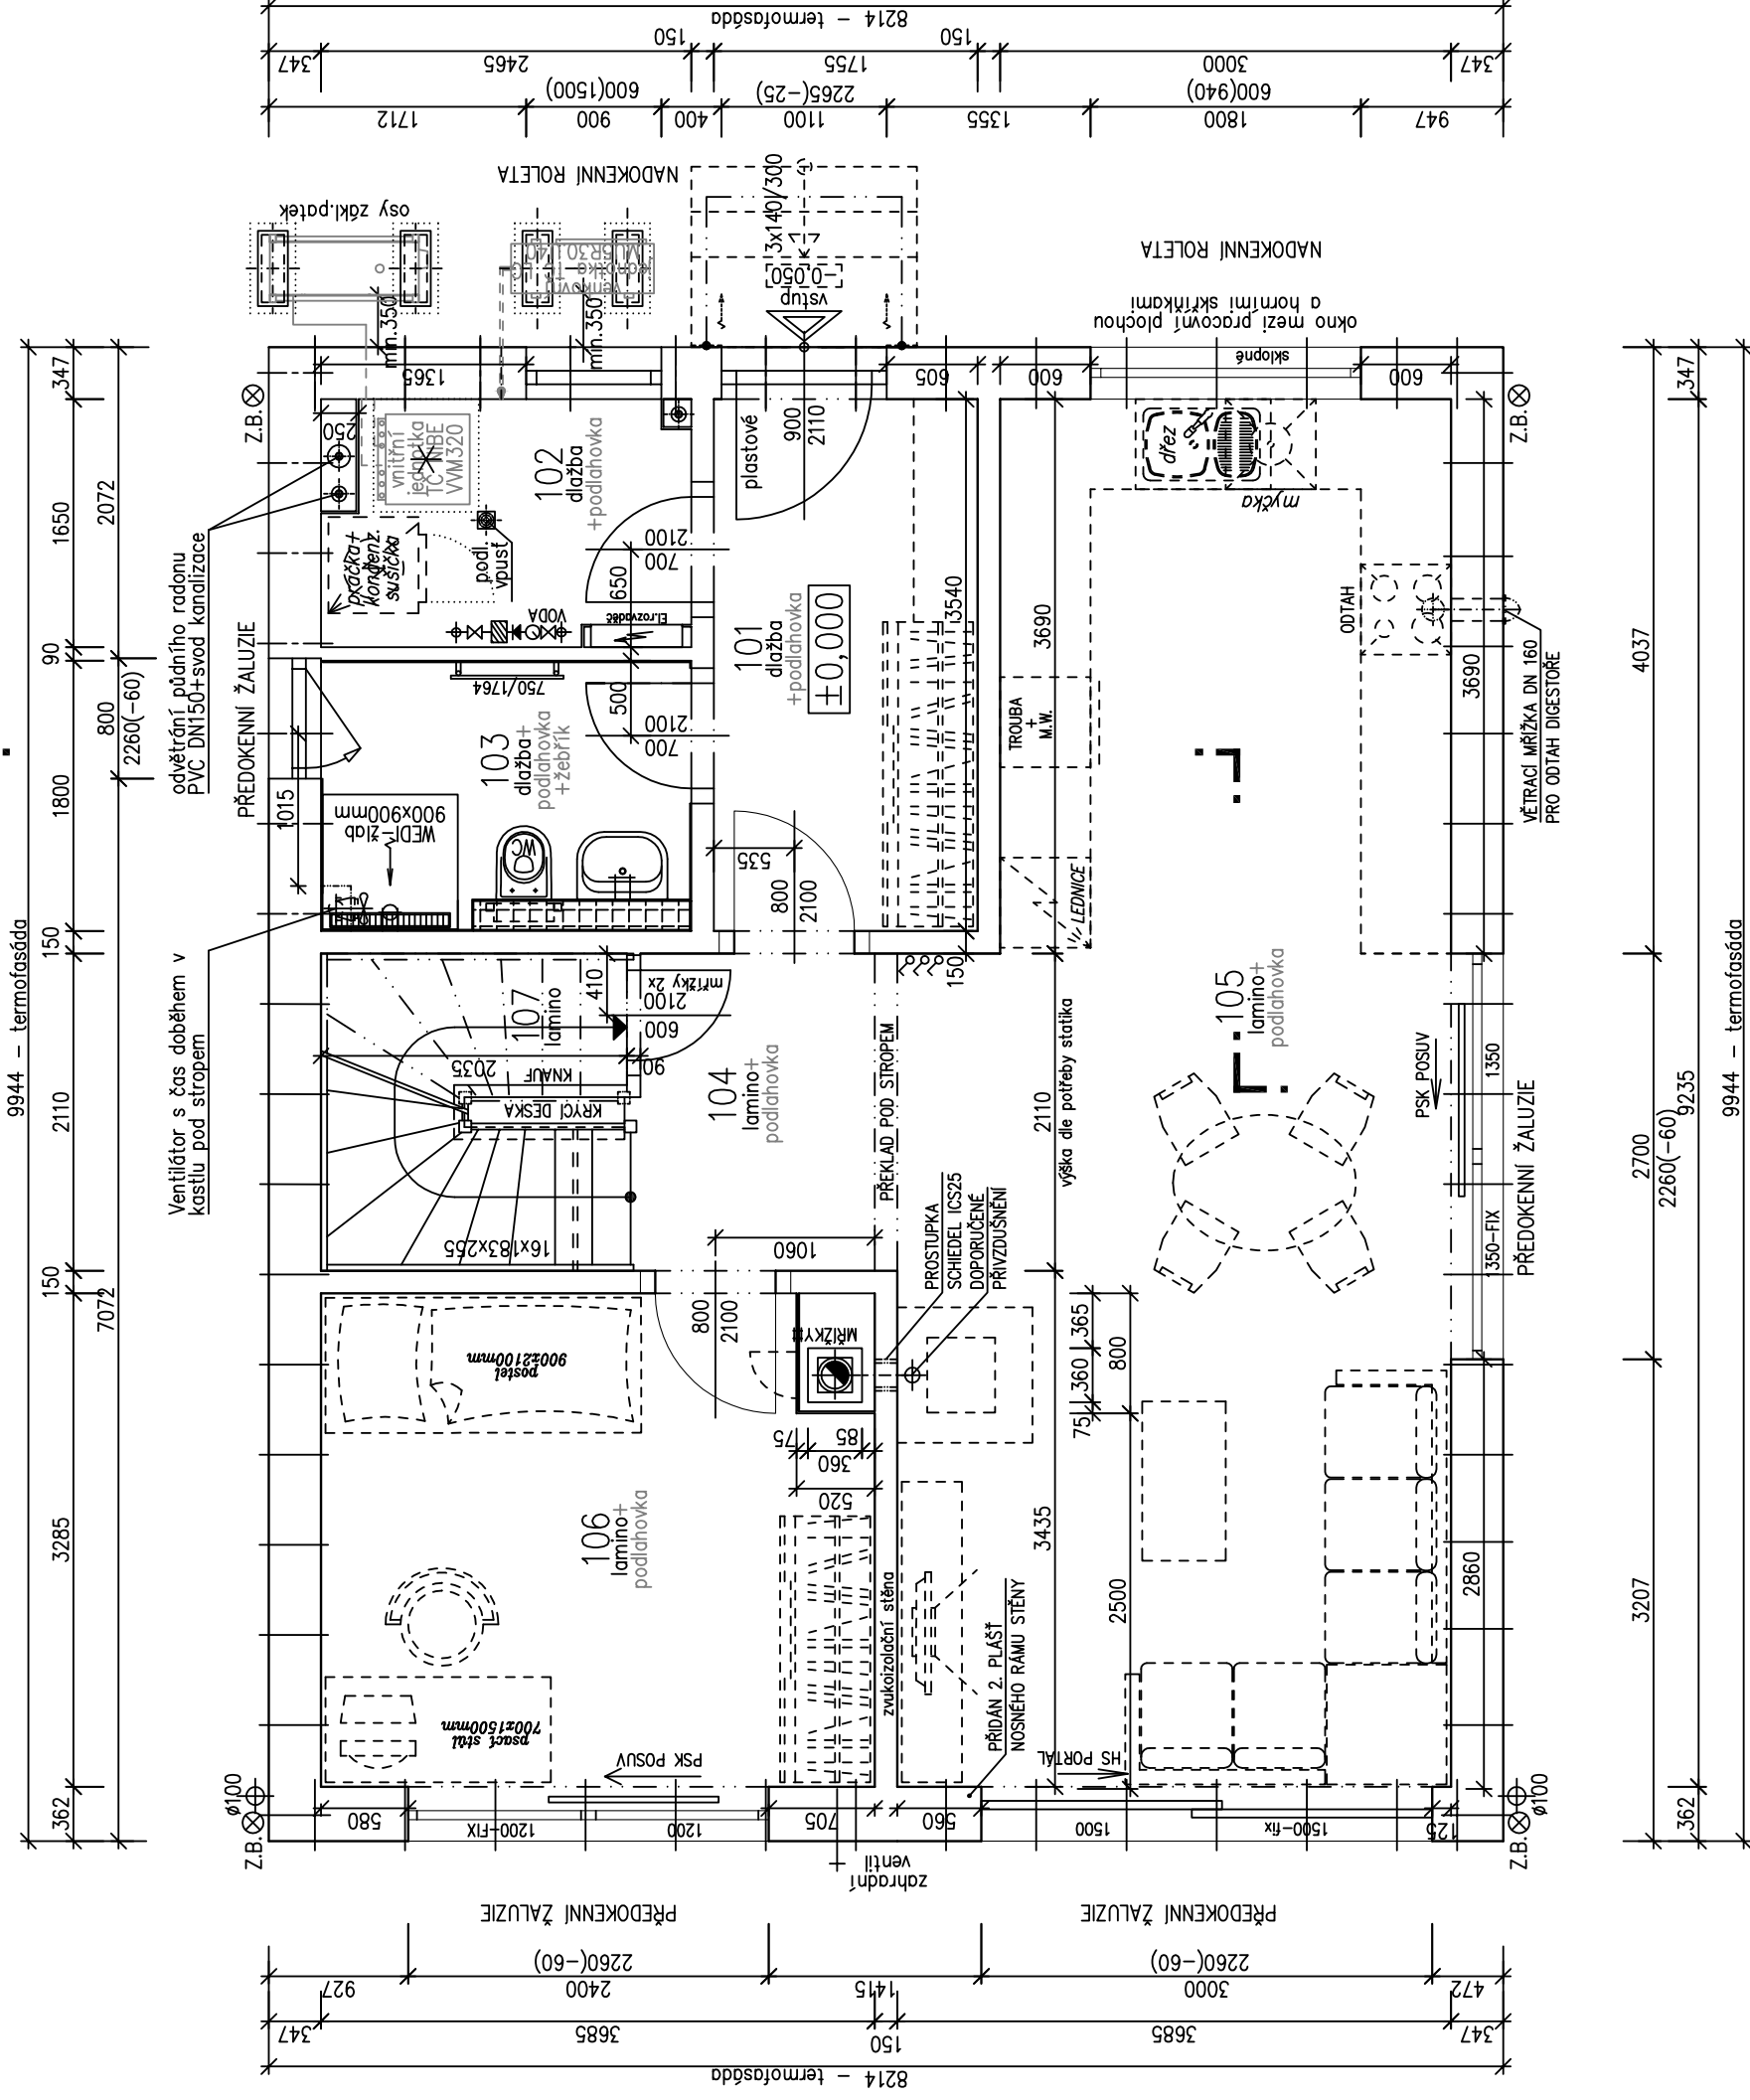 8214 – termofasáda
347
2465
150
1755
150
3000
347
1712
900
600(1500)
400
1100
2265(–25)
1355
1800
600(940)
947
NADOKENNÍ ROLETA
osy zákl.patek
3x140/300
-0,050
vstup
venkovní
jednotka
min.350
min.350
NADOKENNÍ ROLETA
okno mezi pracovní plochou
a horními skříňkami
sklopné
9944 – termofasáda
347
1650
90
1800
150
2110
150
3285
362
2072
800
2260(–60)
7072
Z.B.
odvětrání půdního radonu
PVC DN150+svod kanalizace
PŘEDOKENNÍ ŽALUZIE
Ventilátor s čas doběhem v
kastlu pod stropem
1365
605
600
600
250
vnitřní
jednotka
TČ NIBE
VVM320
pračka+
kondenz.
sušička
podl.
vpusť
VODA
El.rozvaděč
102
dlažba
+podlahovka
650
2100
700
plastové
900
2110
101
dlažba
+podlahovka
±0,000
3540
1015
750/1764
500
2100
700
103
dlažba+
podlahovka
+žebřík
WEDI–žlab
900x900mm
WC
535
800
2100
150
dřez
myčka
3690
TROUBA
+
M.W.
LEDNICE
ODTAH
3690
VĚTRACÍ MŘÍŽKA DN 160
PRO ODTAH DIGESTOŘE
Z.B.
107
lamino
410
mřížky 2x
2100
600
90
2035
KNAUF
KRYCÍ DESKA
16x183x255
104
lamino+
podlahovka
PŘEKLAD POD STROPEM
2110
výška dle potřeby statika
105
lamino+
podlahovka
PSK POSUV
1350
1350–FIX
PŘEDOKENNÍ ŽALUZIE
1060
800
2100
PROSTUPKA
SCHIEDEL ICS25
DOPORUČENÉ
PŘIVZDUŠNĚNÍ
MŘÍŽKY
75
85
360
520
365
360
75
800
postel
900x2100mm
106
lamino+
podlahovka
psací stůl
700x1500mm
zvukoizolační stěna
3435
2500
2860
PŘIDÁN 2. PLÁŠŤ
NOSNÉHO RÁMU STĚNY
PSK POSUV
HS PORTÁL
ø100
Z.B.
580
1200–FIX
1200
705
560
1500
1500–fix
125
Z.B.
ø100
zahradní
ventil
PŘEDOKENNÍ ŽALUZIE
PŘEDOKENNÍ ŽALUZIE
347
4037
2700
2260(–60)
3207
9235
362
9944 – termofasáda
927
2400
2260(–60)
1415
3000
2260(–60)
472
347
3685
150
3685
347
8214 – termofasáda